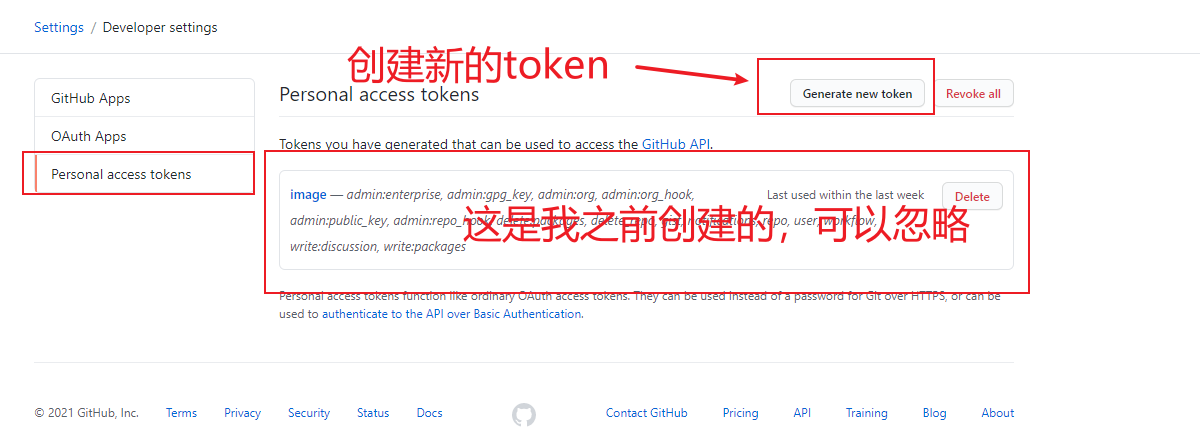 Settings / Developer settings
创建新的token
GitHub Apps
OAuth Apps
Personal access tokens
Personal access tokens
Generate new token
Revoke all
Tokens you have generated that can be used to access the GitHub API.
image — admin:enterprise, admin:gpg_key, admin:org, admin:org_hook,
Last used within the last week
Delete
admin:public_key, admin:repo_hook, delete:packages, delete_repo, gist, notifications, repo, user, workflow,
write:discussion, write:packages
这是我之前创建的，可以忽略
Personal access tokens function like ordinary OAuth access tokens. They can be used instead of a password for Git over HTTPS, or can be
used to authenticate to the API over Basic Authentication.
© 2021 GitHub, Inc. Terms Privacy Security Status Docs Contact GitHub Pricing API Training Blog About